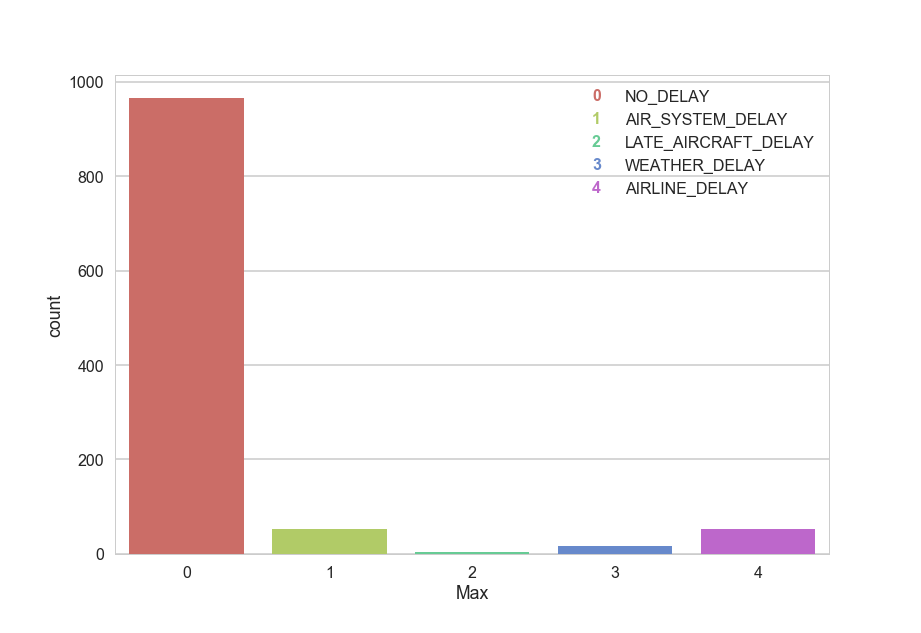 1000
800
600
400
200
0
count
0 NO_DELAY
1 AIR_SYSTEM_DELAY
2 LATE_AIRCRAFT_DELAY
3 WEATHER_DELAY
4 AIRLINE_DELAY
0 1 2 3 4
Max